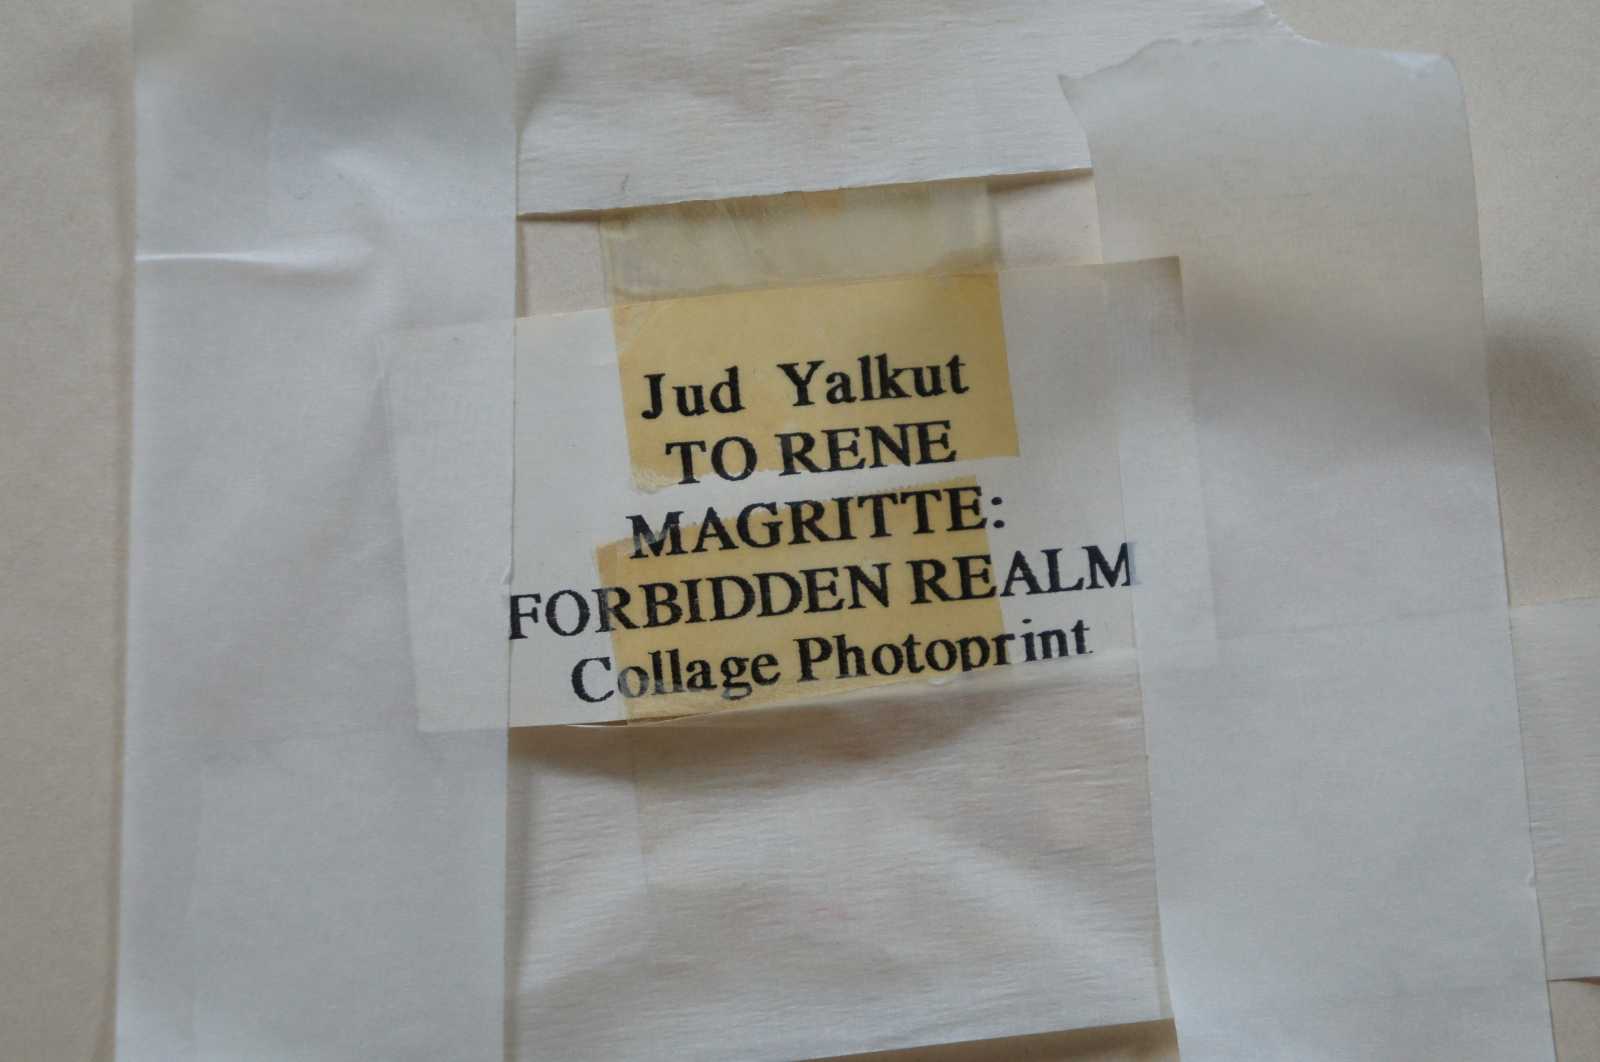 Jud Yalkut
TO RENE
MAGRITTE:
FORBIDDEN REALM
Collage Photoprint